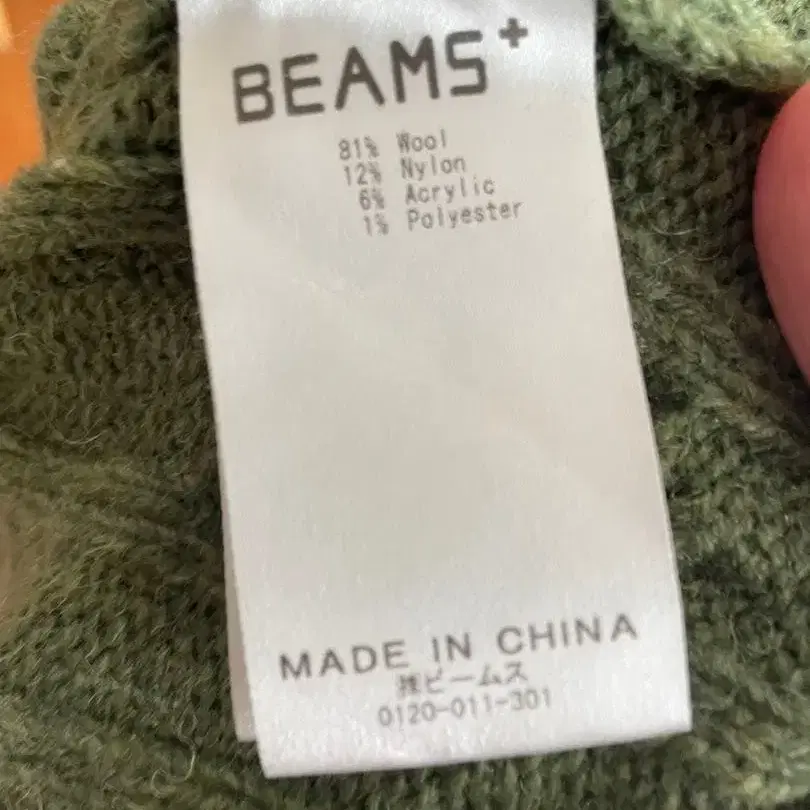 BEAMS+
81% Wool
12% Nylon
6% Acrylic
1% Polyester
MADE IN CHINA
㈱ビームス
0120-011-301